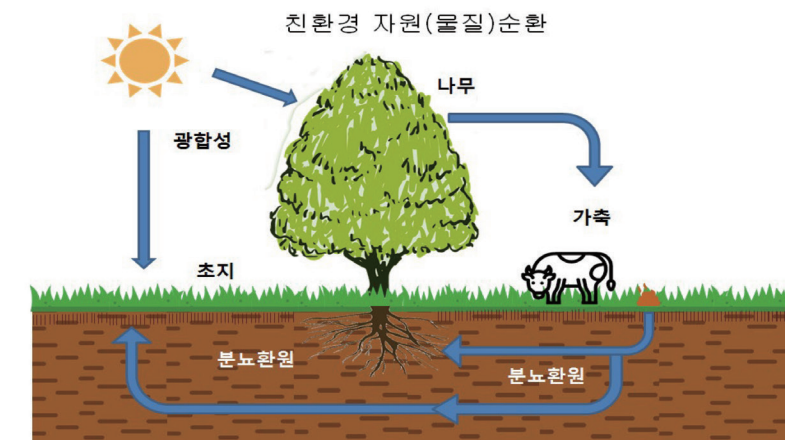 친환경 자원(물질)순환
나무
광합성
가축
초지
분뇨환원
분뇨환원